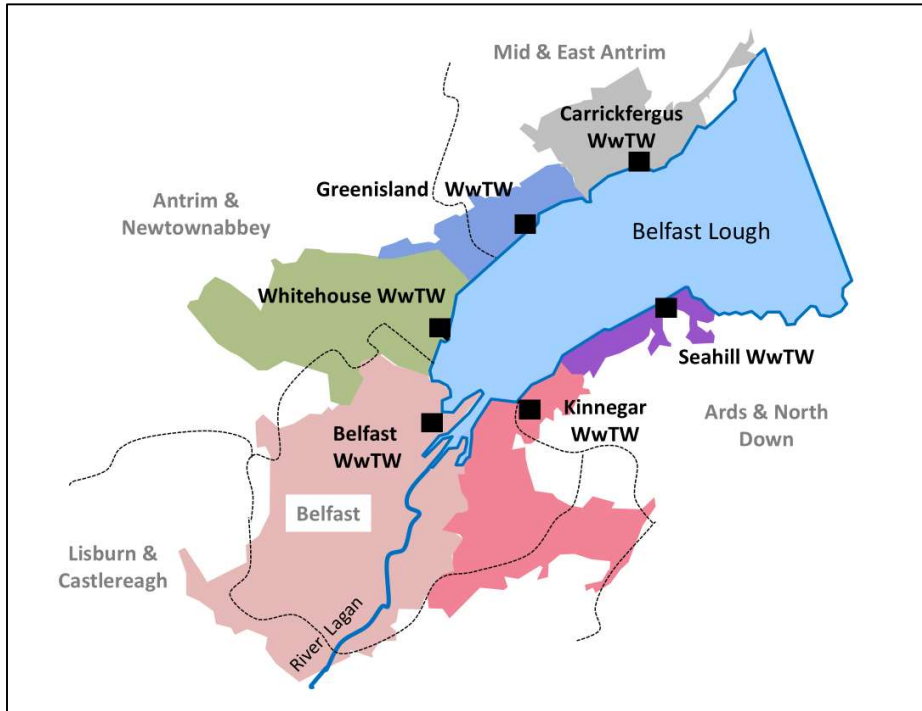 Mid & East Antrim
Carrickfergus
WwTW
Greenisland WwTW
Antrim &
Newtownabbey
Belfast Lough
Whitehouse WwTW
Seahill WwTW
Kinnegar
WwTW
Ards & North
Down
Belfast
WwTW
Belfast
Lisburn &
Castlereagh
River Lagan